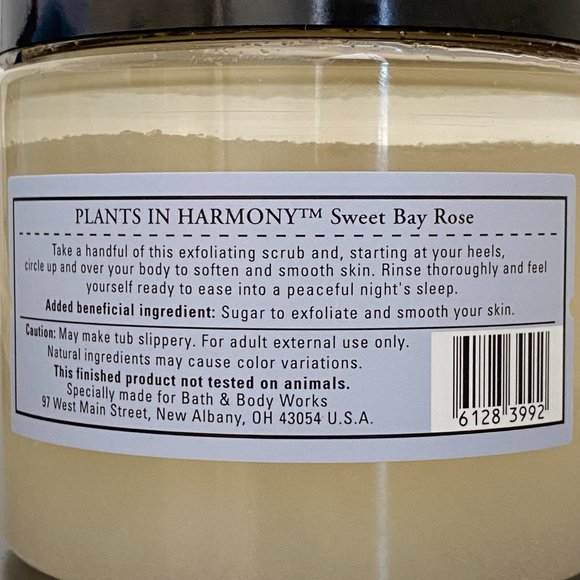 PLANTS IN HARMONY™ Sweet Bay Rose
Take a handful of this exfoliating scrub and, starting at your heels,
circle up and over your body to soften and smooth skin. Rinse thoroughly and feel
yourself ready to ease into a peaceful night's sleep.
Added beneficial ingredient: Sugar to exfoliate and smooth your skin.
Caution: May make tub slippery. For adult external use only.
Natural ingredients may cause color variations.
This finished product not tested on animals.
Specially made for Bath & Body Works
97 West Main Street, New Albany, OH 43054 U.S.A.
6128 3992